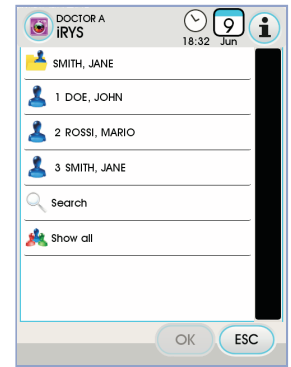 DOCTOR A
iRYS
18:32
9
Jun
i
SMITH, JANE
1 DOE, JOHN
2 ROSSI, MARIO
3 SMITH, JANE
Search
Show all
OK
ESC